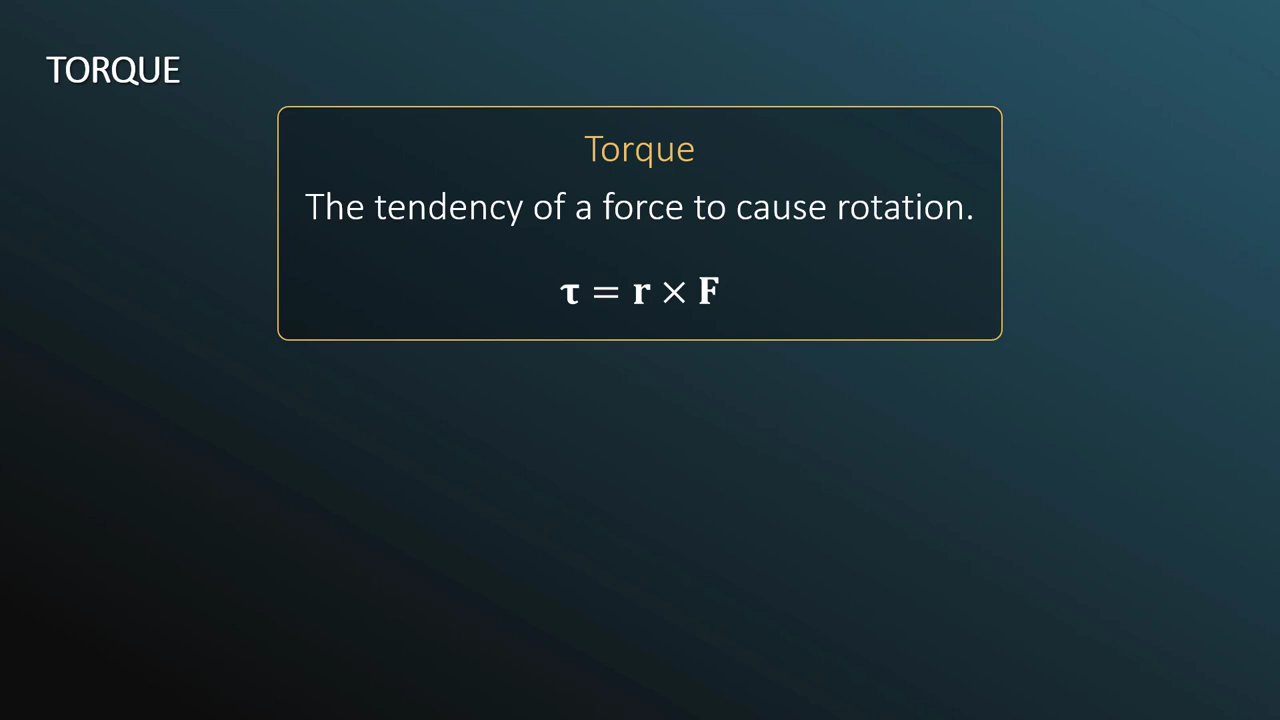 TORQUE
Torque
The tendency of a force to cause rotation.
𝛕 = 𝐫 × 𝐅